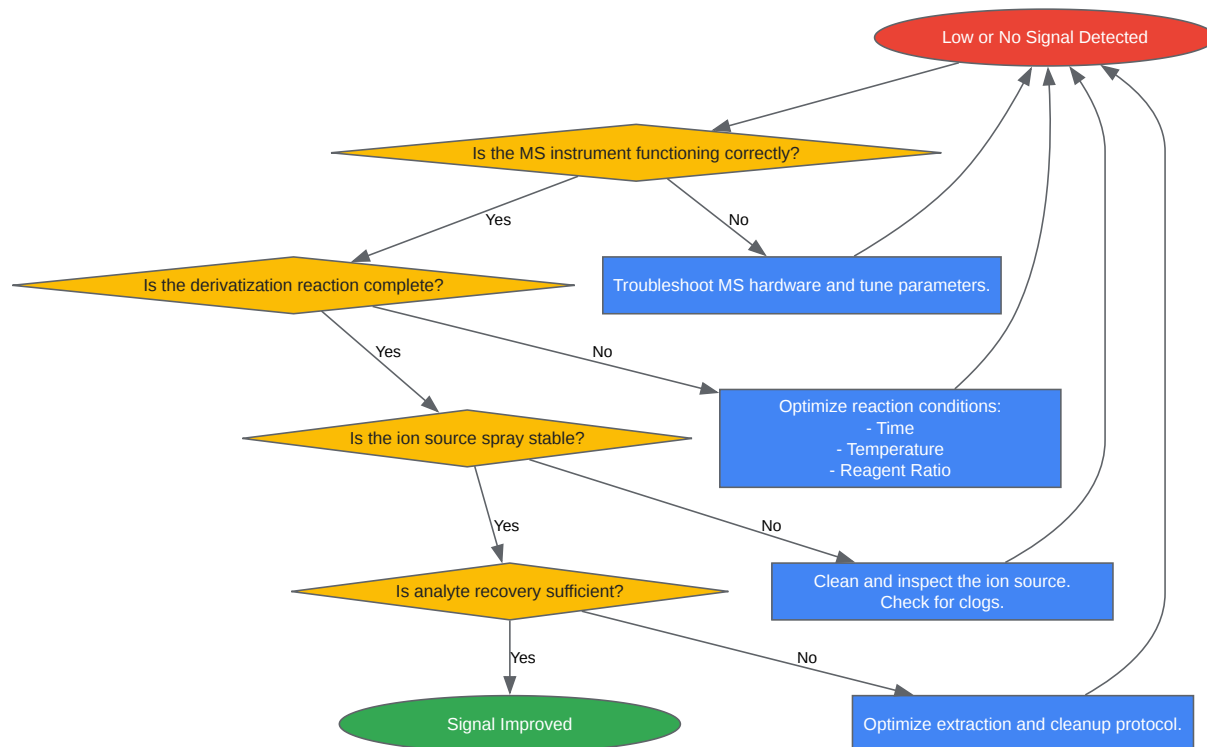 Low or No Signal Detected
Is the MS instrument functioning correctly?
Yes
No
Is the derivatization reaction complete?
Troubleshoot MS hardware and tune parameters.
Yes
No
Optimize reaction conditions:
- Time
- Temperature
- Reagent Ratio
Is the ion source spray stable?
Yes
No
Clean and inspect the ion source.
Check for clogs.
Is analyte recovery sufficient?
Yes
No
Signal Improved
Optimize extraction and cleanup protocol.